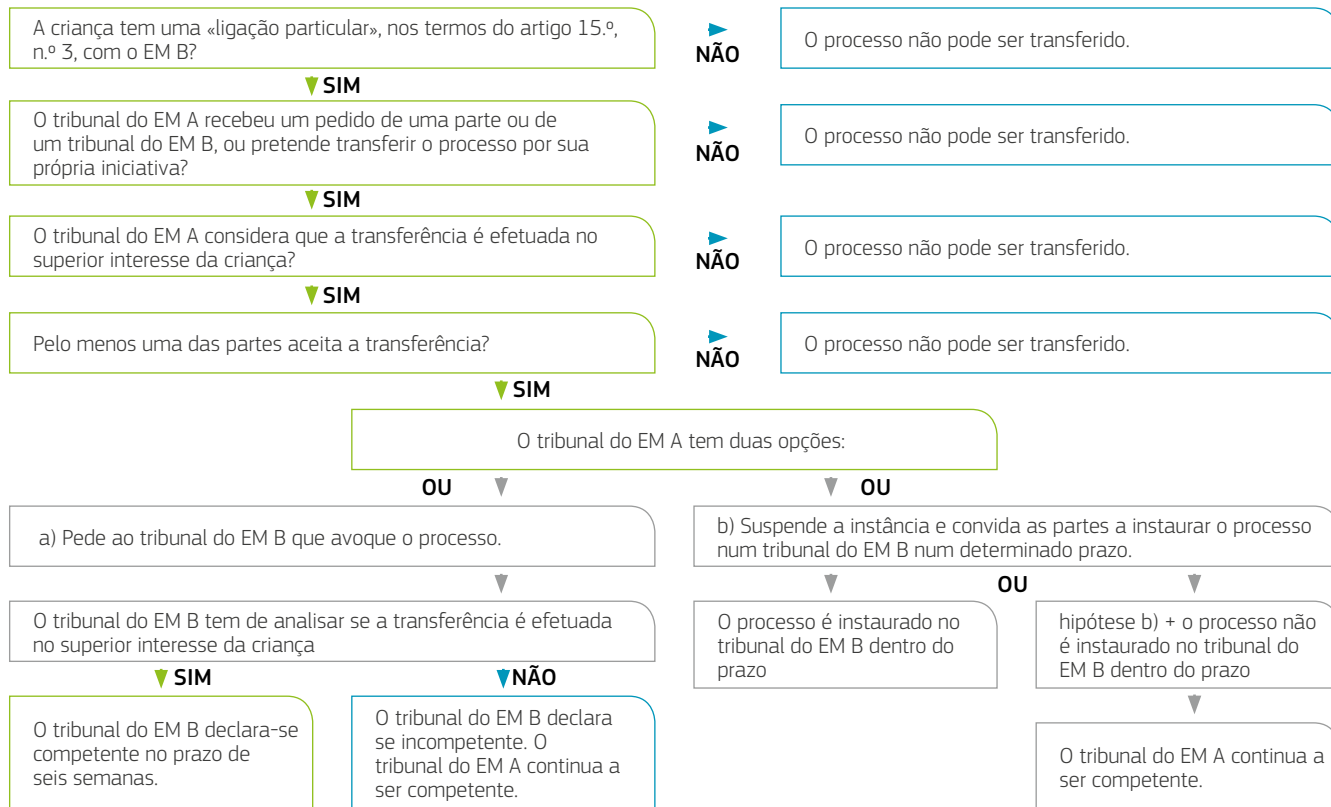 A criança tem uma «ligação particular», nos termos do artigo 15.º,
n.º 3, com o EM B?
NÃO
O processo não pode ser transferido.
SIM
O tribunal do EM A recebeu um pedido de uma parte ou de
um tribunal do EM B, ou pretende transferir o processo por sua
própria iniciativa?
NÃO
O processo não pode ser transferido.
SIM
O tribunal do EM A considera que a transferência é efetuada no
superior interesse da criança?
NÃO
O processo não pode ser transferido.
SIM
Pelo menos uma das partes aceita a transferência?
NÃO
O processo não pode ser transferido.
SIM
O tribunal do EM A tem duas opções:
OU
OU
a) Pede ao tribunal do EM B que avoque o processo.
b) Suspende a instância e convida as partes a instaurar o processo
num tribunal do EM B num determinado prazo.
OU
O tribunal do EM B tem de analisar se a transferência é efetuada
no superior interesse da criança
O processo é instaurado no
tribunal do EM B dentro do
prazo
hipótese b) + o processo não
é instaurado no tribunal do
EM B dentro do prazo
SIM
NÃO
O tribunal do EM B declara-se
competente no prazo de
seis semanas.
O tribunal do EM B declara
se incompetente. O
tribunal do EM A continua a
ser competente.
O tribunal do EM A continua a
ser competente.